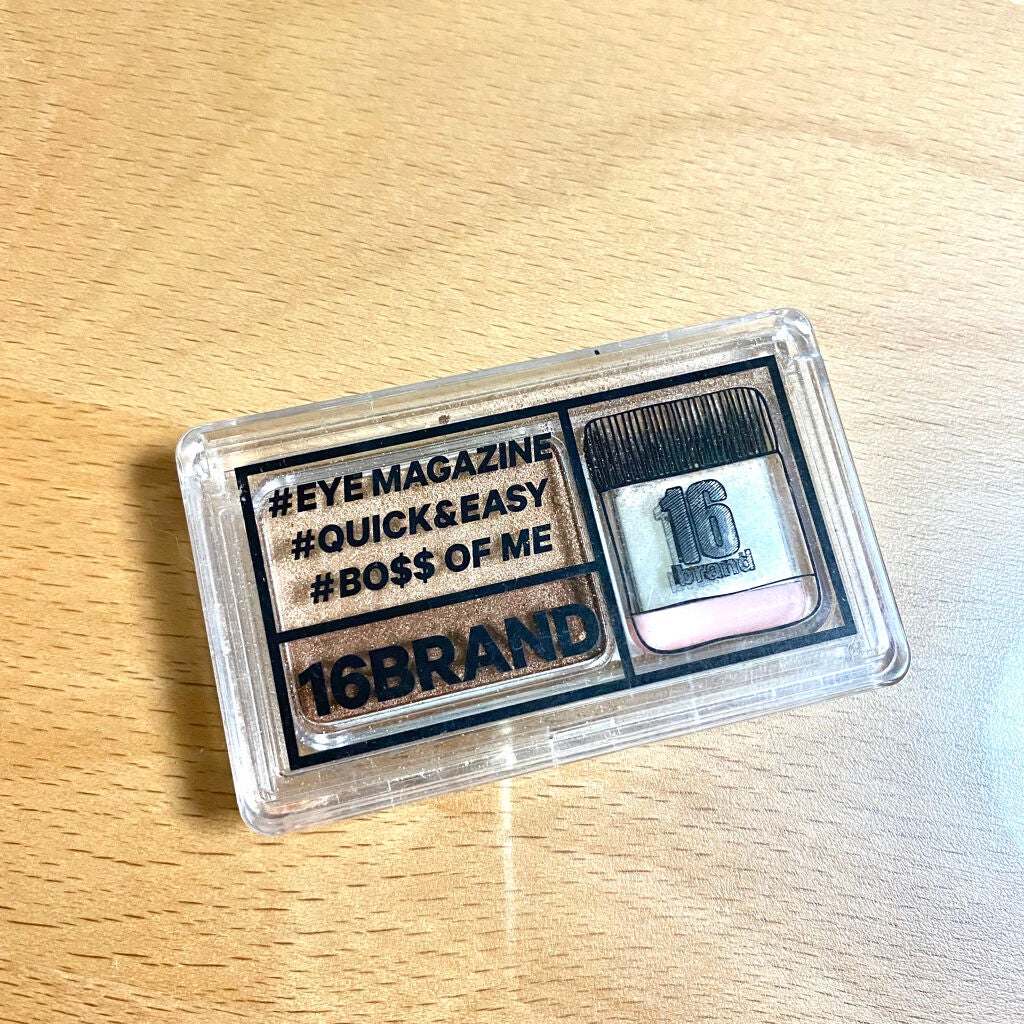 #EYE MAGAZINE
#QUICK&EASY
#BO$$ OF ME
16BRAND
16
brand